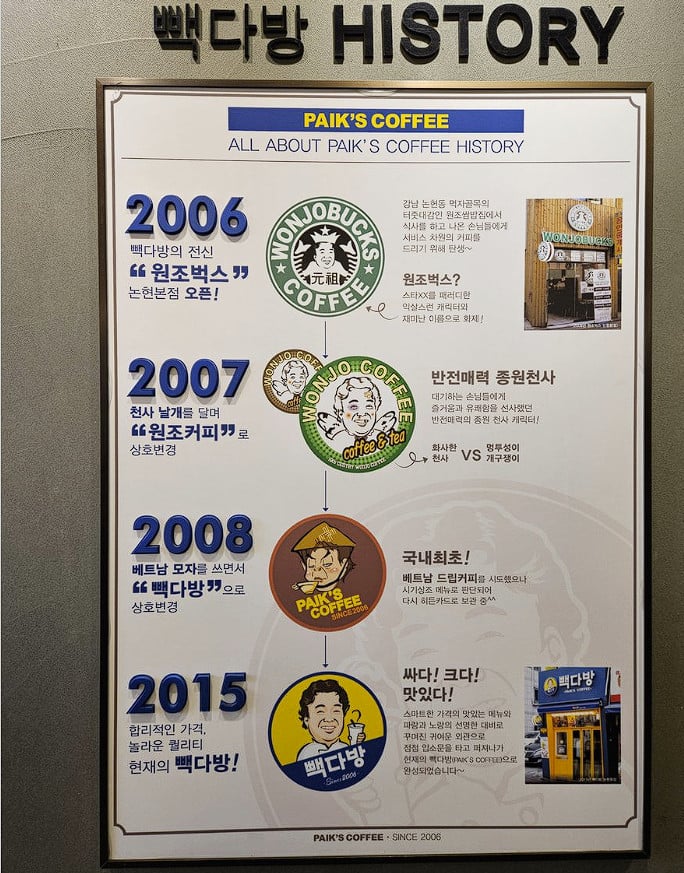 빽다방 HISTORY
PAIK'S COFFEE
ALL ABOUT PAIK'S COFFEE HISTORY
2006
빽다방의 전신
“원조벅스”
논현본점 오픈!
WONJOBUCKS
元祖
COFFEE
강남 논현동 먹자골목의
터줏대감인 원조쌈밥집에서
식사를 하고 나온 손님들에게
서비스 차원의 커피를
드리기 위해 탄생~
원조벅스?
스타XX를 패러디한
익살스런 캐릭터와
재미난 이름으로 화제!
WONJOBUCKS
2007
천사 날개를 달며
“원조커피”로
상호변경
WONJO COFFEE
coffee
WONJO COFFEE
coffee & tea
반전매력 종원천사
대기하는 손님들에게
즐거움과 유쾌함을 선사했던
반전매력의 종원 천사 캐릭터!
화사한
천사
VS
멍투성이
개구쟁이
2008
베트남 모자를 쓰면서
“빽다방”으로
상호변경
PAIK'S
COFFEE
SINCE2006
국내최초!
베트남 드립커피를 시도했으나
시기상조 메뉴로 판단되어
다시 히든카드로 보관 중^^
2015
합리적인 가격,
놀라운 퀄리티
현재의 빽다방!
빽다방
Since 2006
싸다! 크다!
맛있다!
스마트한 가격의 맛있는 메뉴와
파랑과 노랑의 선명한 대비로
꾸며진 귀여운 외관으로
점점 입소문을 타고 퍼져나가
현재의 빽다방(PAIK'S COFFEE)으로
완성되었습니다~
빽다방
PAIK'S COFFEE
PAIK'S COFFEE · SINCE 2006